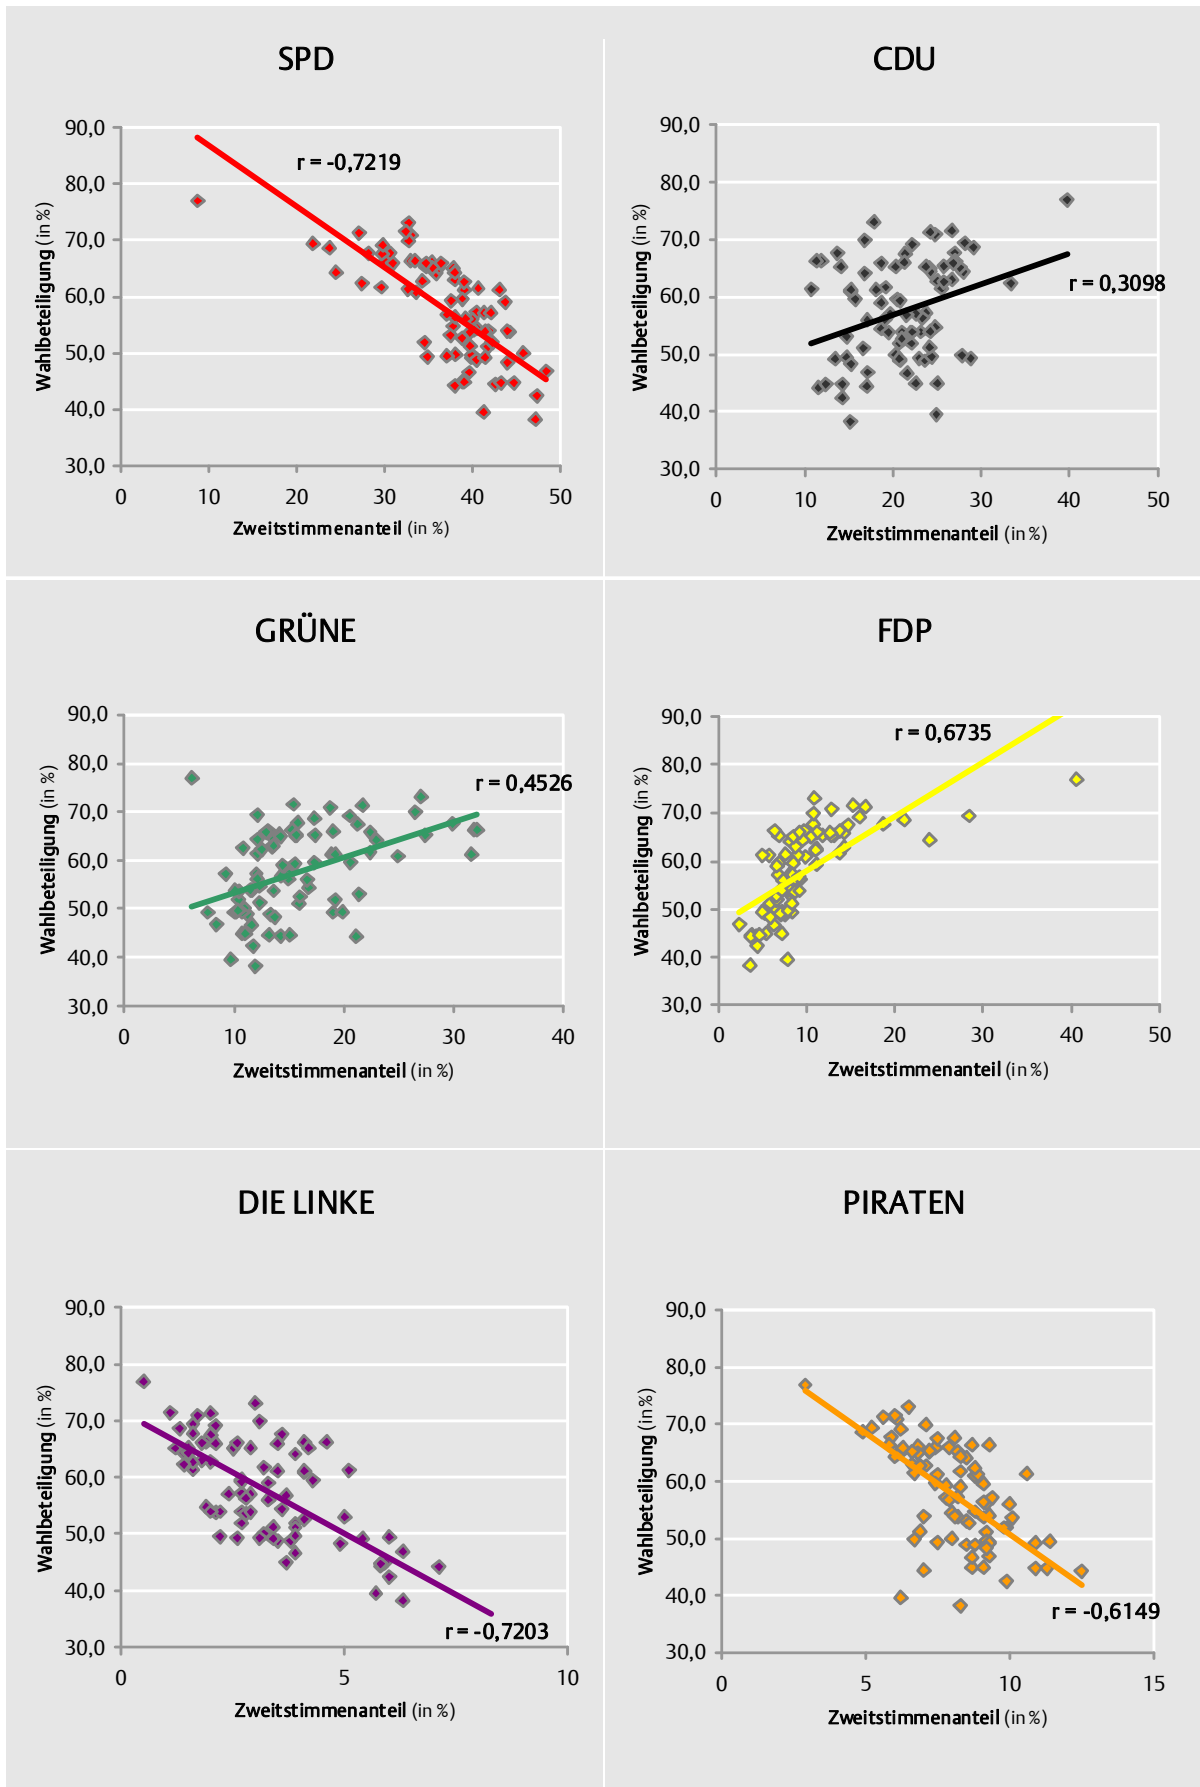 SPD
90,0
80,0
70,0
60,0
50,0
40,0
30,0
0 10 20 30 40 50
Wahlbeteiligung (in %)
Zweitstimmenanteil (in %)
r = -0,7219
CDU
90,0
80,0
70,0
60,0
50,0
40,0
30,0
0 10 20 30 40 50
Wahlbeteiligung (in %)
Zweitstimmenanteil (in %)
r = 0,3098
GRÜNE
90,0
80,0
70,0
60,0
50,0
40,0
30,0
0 10 20 30 40
Wahlbeteiligung (in %)
Zweitstimmenanteil (in %)
r = 0,4526
FDP
90,0
80,0
70,0
60,0
50,0
40,0
30,0
0 10 20 30 40 50
Wahlbeteiligung (in %)
Zweitstimmenanteil (in %)
r = 0,6735
DIE LINKE
90,0
80,0
70,0
60,0
50,0
40,0
30,0
0 5 10
Wahlbeteiligung (in %)
Zweitstimmenanteil (in %)
r = -0,7203
PIRATEN
90,0
80,0
70,0
60,0
50,0
40,0
30,0
0 5 10 15
Wahlbeteiligung (in %)
Zweitstimmenanteil (in %)
r = -0,6149